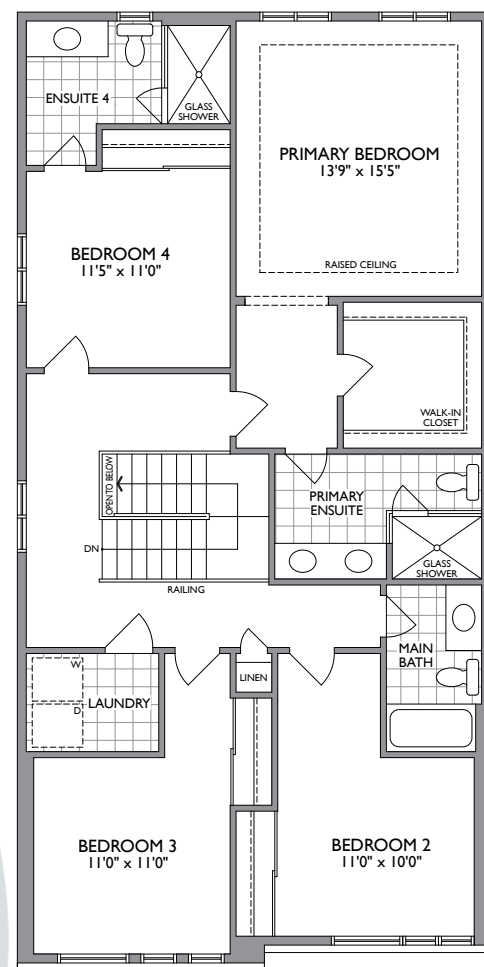 ENSUITE 4
GLASS
SHOWER
PRIMARY BEDROOM
13'9" x 15'5"
RAISED CEILING
BEDROOM 4
11'5" x 11'0"
WALK-IN
CLOSET
OPEN TO BELOW
DN
RAILING
PRIMARY
ENSUITE
GLASS
SHOWER
MAIN
BATH
W
D
LAUNDRY
LINEN
BEDROOM 3
11'0" x 11'0"
BEDROOM 2
11'0" x 10'0"